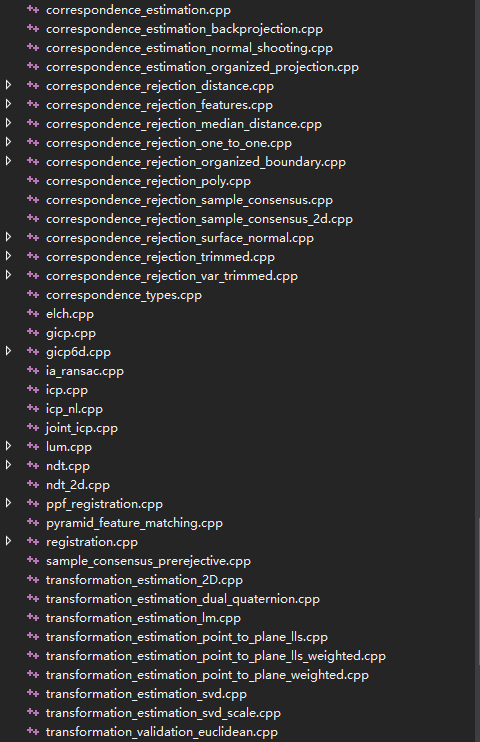 correspondence_estimation.cpp
correspondence_estimation_backprojection.cpp
correspondence_estimation_normal_shooting.cpp
correspondence_estimation_organized_projection.cpp
correspondence_rejection_distance.cpp
correspondence_rejection_features.cpp
correspondence_rejection_median_distance.cpp
correspondence_rejection_one_to_one.cpp
correspondence_rejection_organized_boundary.cpp
correspondence_rejection_poly.cpp
correspondence_rejection_sample_consensus.cpp
correspondence_rejection_sample_consensus_2d.cpp
correspondence_rejection_surface_normal.cpp
correspondence_rejection_trimmed.cpp
correspondence_rejection_var_trimmed.cpp
correspondence_types.cpp
elch.cpp
gicp.cpp
gicp6d.cpp
ia_ransac.cpp
icp.cpp
icp_nl.cpp
joint_icp.cpp
lum.cpp
ndt.cpp
ndt_2d.cpp
ppf_registration.cpp
pyramid_feature_matching.cpp
registration.cpp
sample_consensus_prerejective.cpp
transformation_estimation_2D.cpp
transformation_estimation_dual_quaternion.cpp
transformation_estimation_lm.cpp
transformation_estimation_point_to_plane_lls.cpp
transformation_estimation_point_to_plane_lls_weighted.cpp
transformation_estimation_point_to_plane_weighted.cpp
transformation_estimation_svd.cpp
transformation_estimation_svd_scale.cpp
transformation_validation_euclidean.cpp